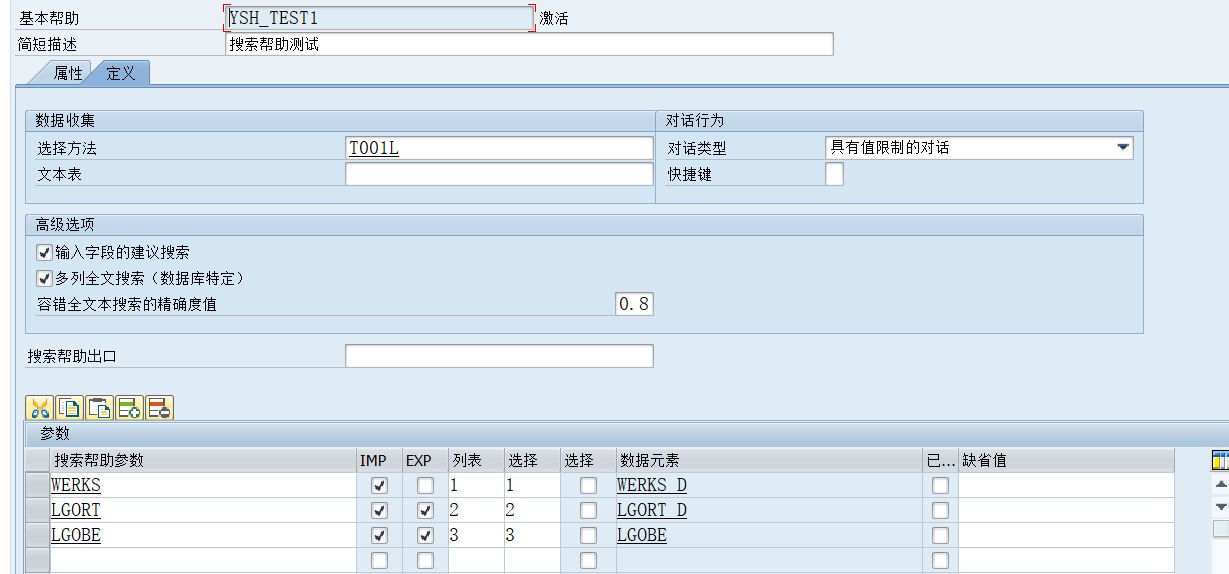 基本帮助 YSH_TEST1 激活
简短描述 搜索帮助测试
属性 定义
数据收集 对话行为
选择方法 T001L 对话类型 具有值限制的对话
文本表 快捷键
高级选项
输入字段的建议搜索
多列全文搜索（数据库特定）
容错全文本搜索的精确度值 0.8
搜索帮助出口
参数
搜索帮助参数 IMP EXP 列表 选择 选择 数据元素 已... 缺省值
WERKS 1 1 WERKS_D
LGORT 2 2 LGORT_D
LGOBE 3 3 LGOBE